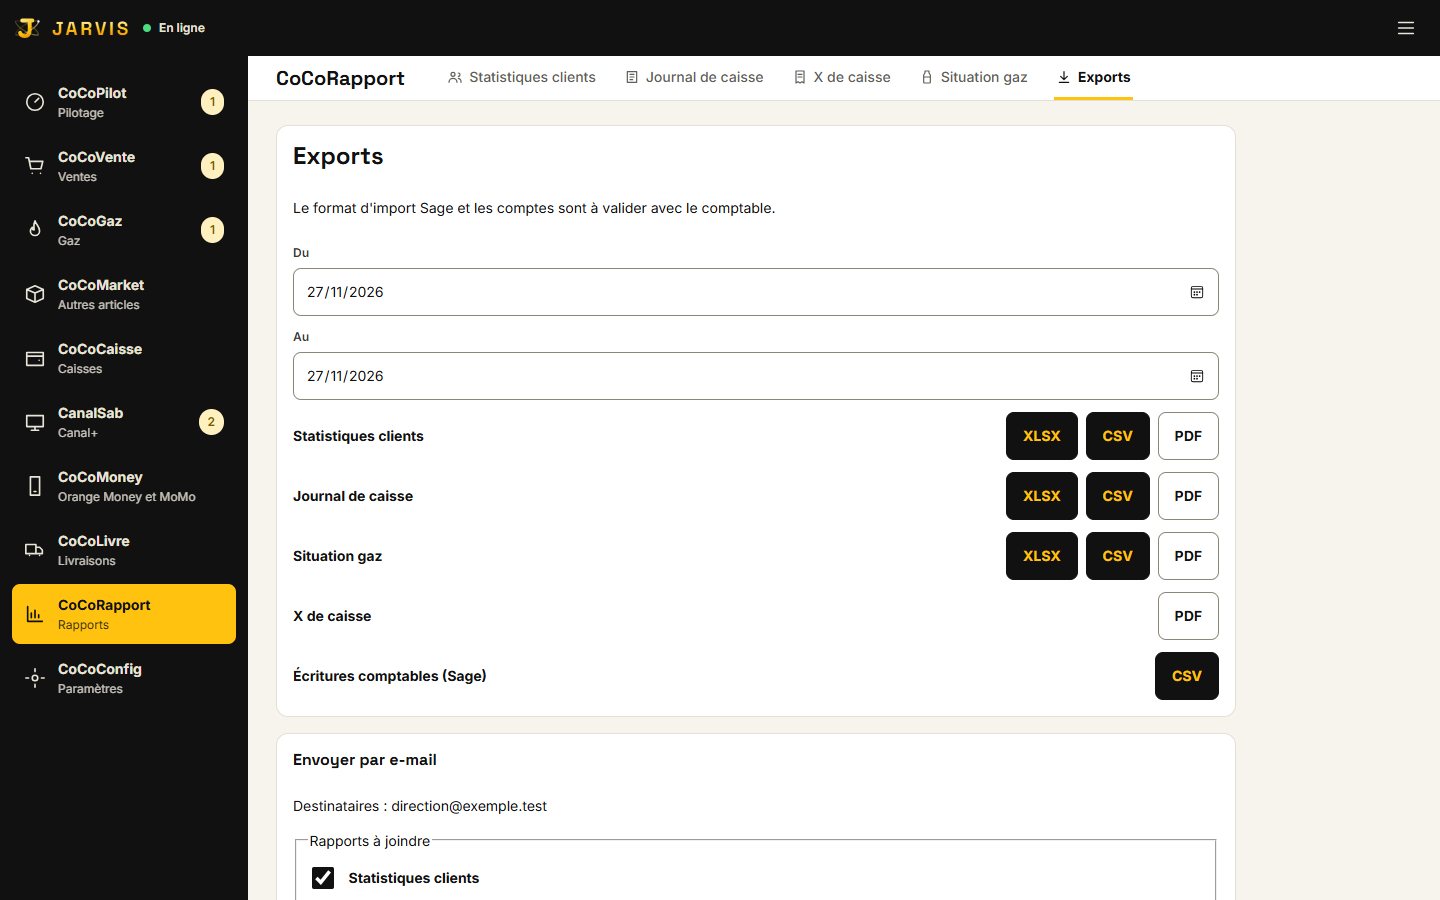 JARVIS
En ligne
CoCoPilot
Pilotage
1
CoCoVente
Ventes
1
CoCoGaz
Gaz
1
CoCoMarket
Autres articles
CoCoCaisse
Caisses
CanalSab
Canal+
2
CoCoMoney
Orange Money et MoMo
CoCoLivre
Livraisons
CoCoRapport
Rapports
CoCoConfig
Paramètres
CoCoRapport
Statistiques clients
Journal de caisse
X de caisse
Situation gaz
Exports
Exports
Le format d'import Sage et les comptes sont à valider avec le comptable.
Du
27/11/2026
Au
27/11/2026
Statistiques clients XLSX CSV PDF
Journal de caisse XLSX CSV PDF
Situation gaz XLSX CSV PDF
X de caisse PDF
Écritures comptables (Sage) CSV
Envoyer par e-mail
Destinataires : direction@exemple.test
Rapports à joindre
Statistiques clients